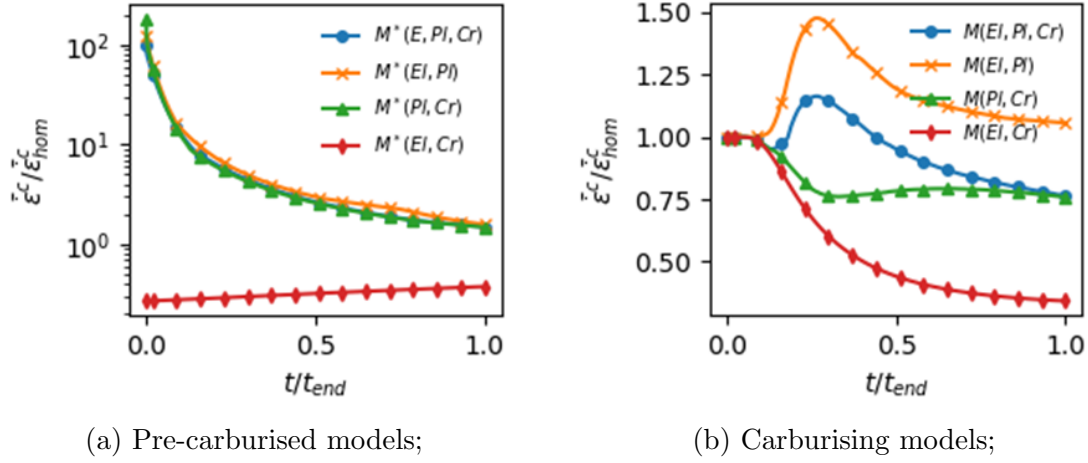 10²
10¹
10⁰
ε̄ᶜ/ε̄ᶜₕₒₘ
M*(E, Pl, Cr)
M*(El, Pl)
M*(Pl, Cr)
M*(El, Cr)
0.0 0.5 1.0
t/t_end
(a) Pre-carburised models;
1.50
1.25
1.00
0.75
0.50
ε̄ᶜ/ε̄ᶜₕₒₘ
M(El, Pl, Cr)
M(El, Pl)
M(Pl, Cr)
M(El, Cr)
0.0 0.5 1.0
t/t_end
(b) Carburising models;